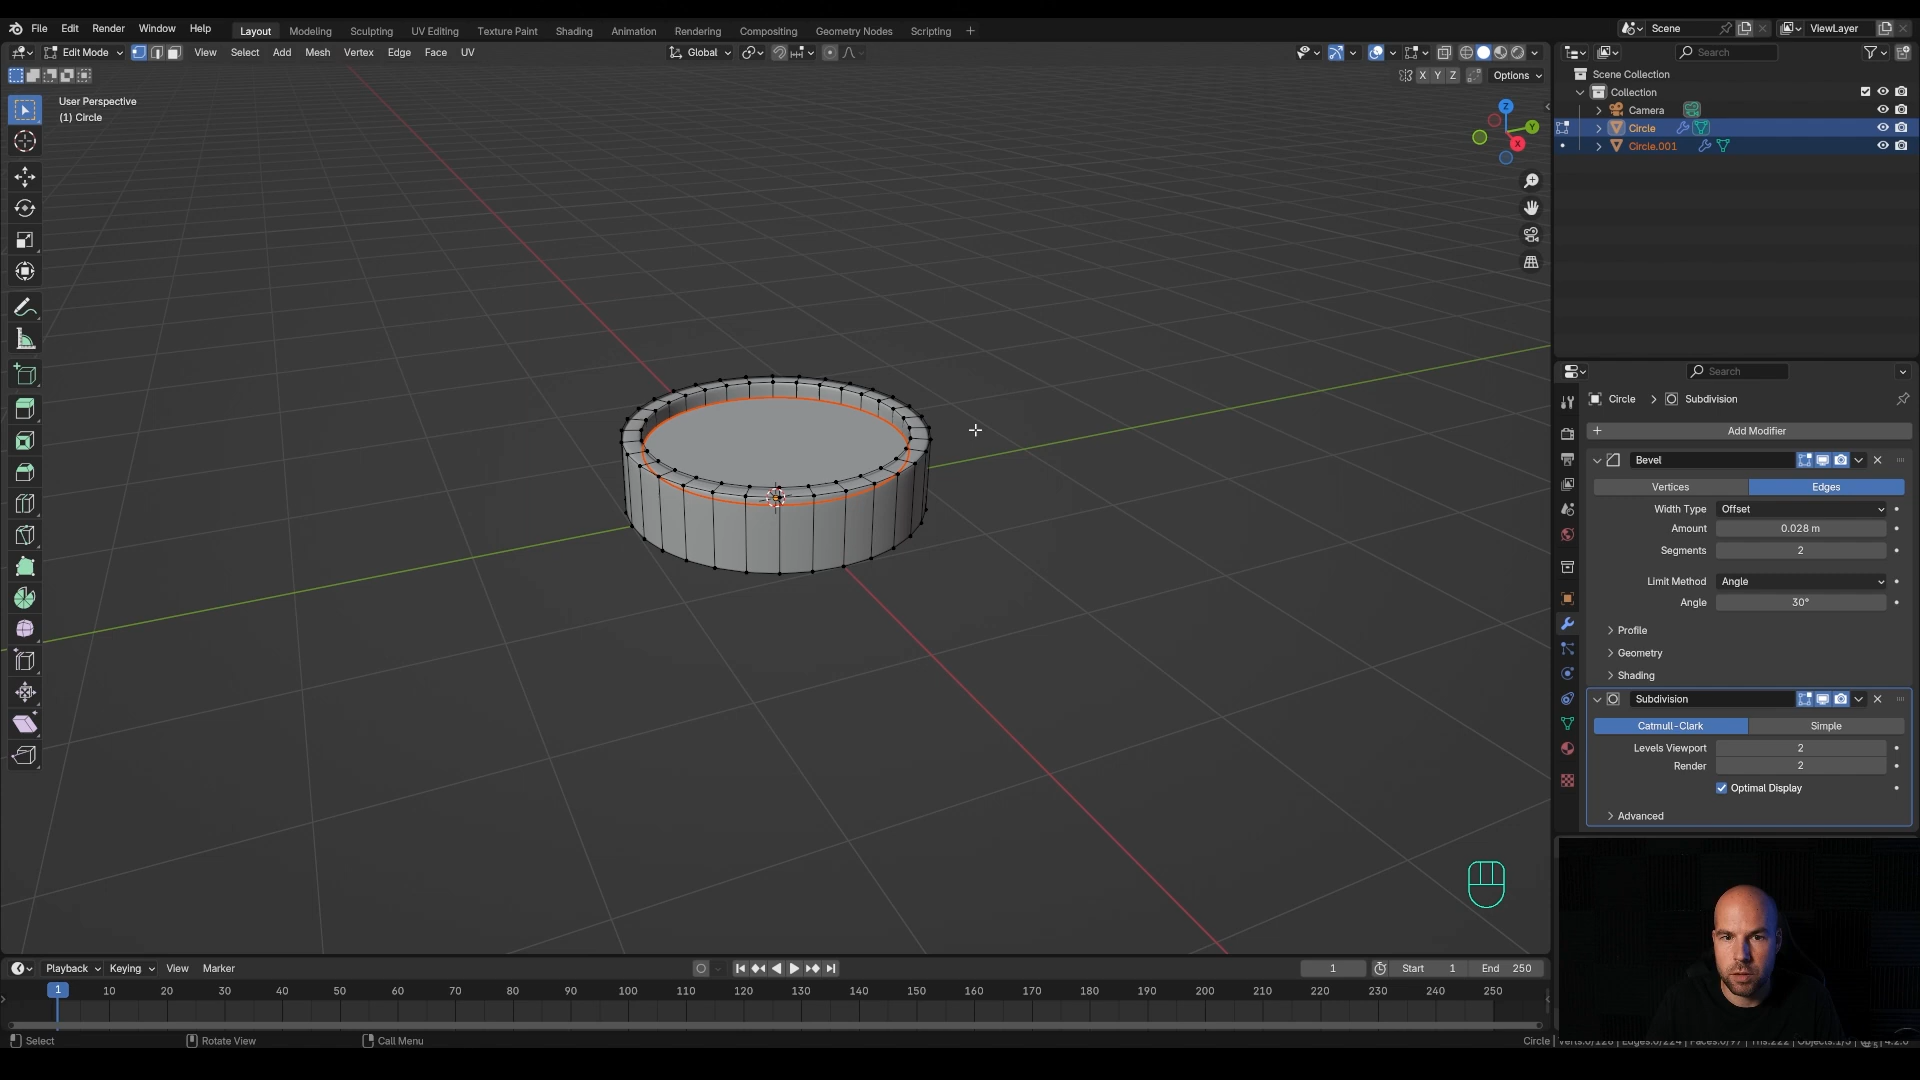 File Edit Render Window Help Layout Modeling Sculpting UV Editing Texture Paint Shading Animation Rendering Compositing Geometry Nodes Scripting + Scene ViewLayer
Edit Mode View Select Add Mesh Vertex Edge Face UV Global Search
X Y Z Options
User Perspective
(1) Circle
Z
Y
X
Scene Collection
Collection
Camera
Circle
Circle.001
Search
Circle > Subdivision
+ Add Modifier
Bevel
Vertices Edges
Width Type Offset
Amount 0.028 m
Segments 2
Limit Method Angle
Angle 30°
Profile
Geometry
Shading
Subdivision
Catmull-Clark Simple
Levels Viewport 2
Render 2
Optimal Display
Advanced
Playback Keying View Marker 1 Start 1 End 250
1 10 20 30 40 50 60 70 80 90 100 110 120 130 140 150 160 170 180 190 200 210 220 230 240 250
Select Rotate View Call Menu